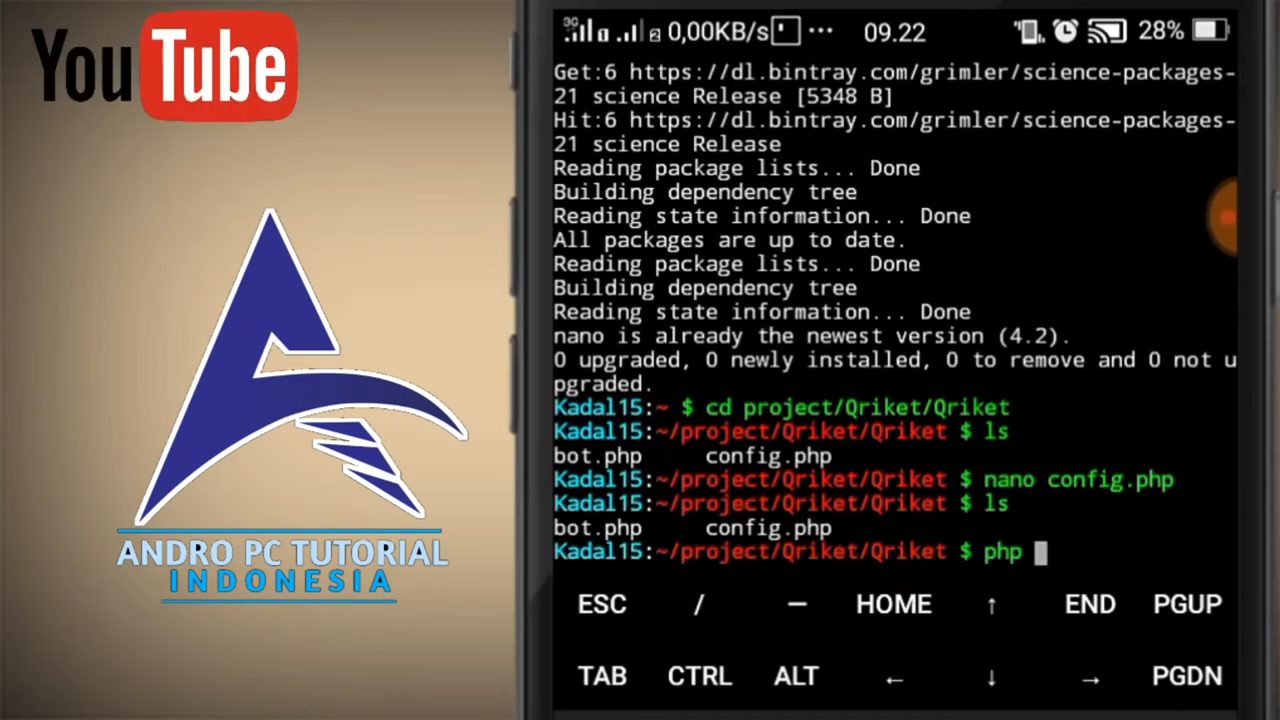 YouTube
ANDRO PC TUTORIAL
INDONESIA
3G 0,00KB/s ... 09.22 28%
Get:6 https://dl.bintray.com/grimler/science-packages-
21 science Release [5348 B]
Hit:6 https://dl.bintray.com/grimler/science-packages-
21 science Release
Reading package lists... Done
Building dependency tree
Reading state information... Done
All packages are up to date.
Reading package lists... Done
Building dependency tree
Reading state information... Done
nano is already the newest version (4.2).
0 upgraded, 0 newly installed, 0 to remove and 0 not u
pgraded.
Kadal15:~ $ cd project/Qriket/Qriket
Kadal15:~/project/Qriket/Qriket $ ls
bot.php config.php
Kadal15:~/project/Qriket/Qriket $ nano config.php
Kadal15:~/project/Qriket/Qriket $ ls
bot.php config.php
Kadal15:~/project/Qriket/Qriket $ php
ESC / — HOME ↑ END PGUP
TAB CTRL ALT ← ↓ → PGDN